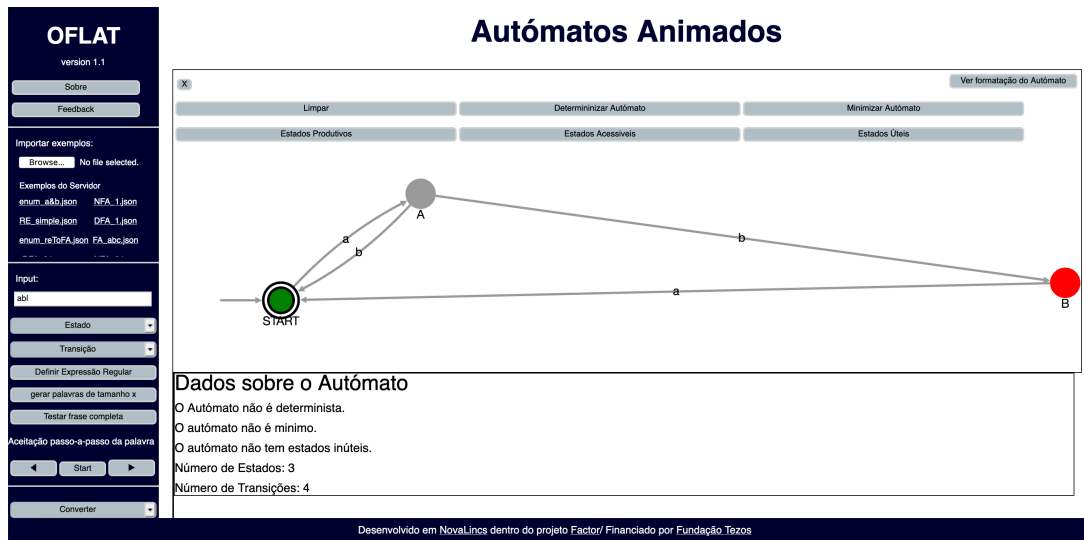 OFLAT
version 1.1
Sobre
Feedback
Importar exemplos:
Browse... No file selected.
Exemplos do Servidor
enum_a&b.json NFA_1.json
RE_simple.json DFA_1.json
enum_reToFA.json FA_abc.json
Input:
abl
Estado
Transição
Definir Expressão Regular
gerar palavras de tamanho x
Testar frase completa
Aceitação passo-a-passo da palavra
Start
Converter
Autómatos Animados
X
Ver formatação do Autómato
Limpar Determininizar Autómato Minimizar Autómato
Estados Produtivos Estados Acessiveis Estados Úteis
A
a
b
b
a
START
B
Dados sobre o Autómato
O Autómato não é determinista.
O autómato não é minimo.
O autómato não tem estados inúteis.
Número de Estados: 3
Número de Transições: 4
Desenvolvido em NovaLincs dentro do projeto Factor/ Financiado por Fundação Tezos